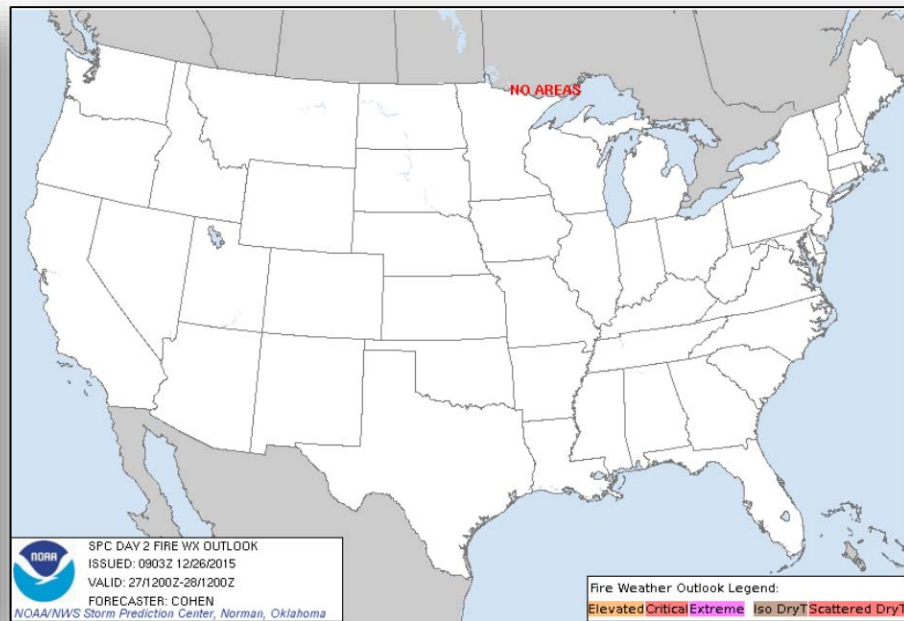 NO AREAS
NOAA
SPC DAY 2 FIRE WX OUTLOOK
ISSUED: 0903Z 12/26/2015
VALID: 27/1200Z-28/1200Z
FORECASTER: COHEN
NOAA/NWS Storm Prediction Center, Norman, Oklahoma
Fire Weather Outlook Legend:
Elevated Critical Extreme Iso DryT Scattered DryT